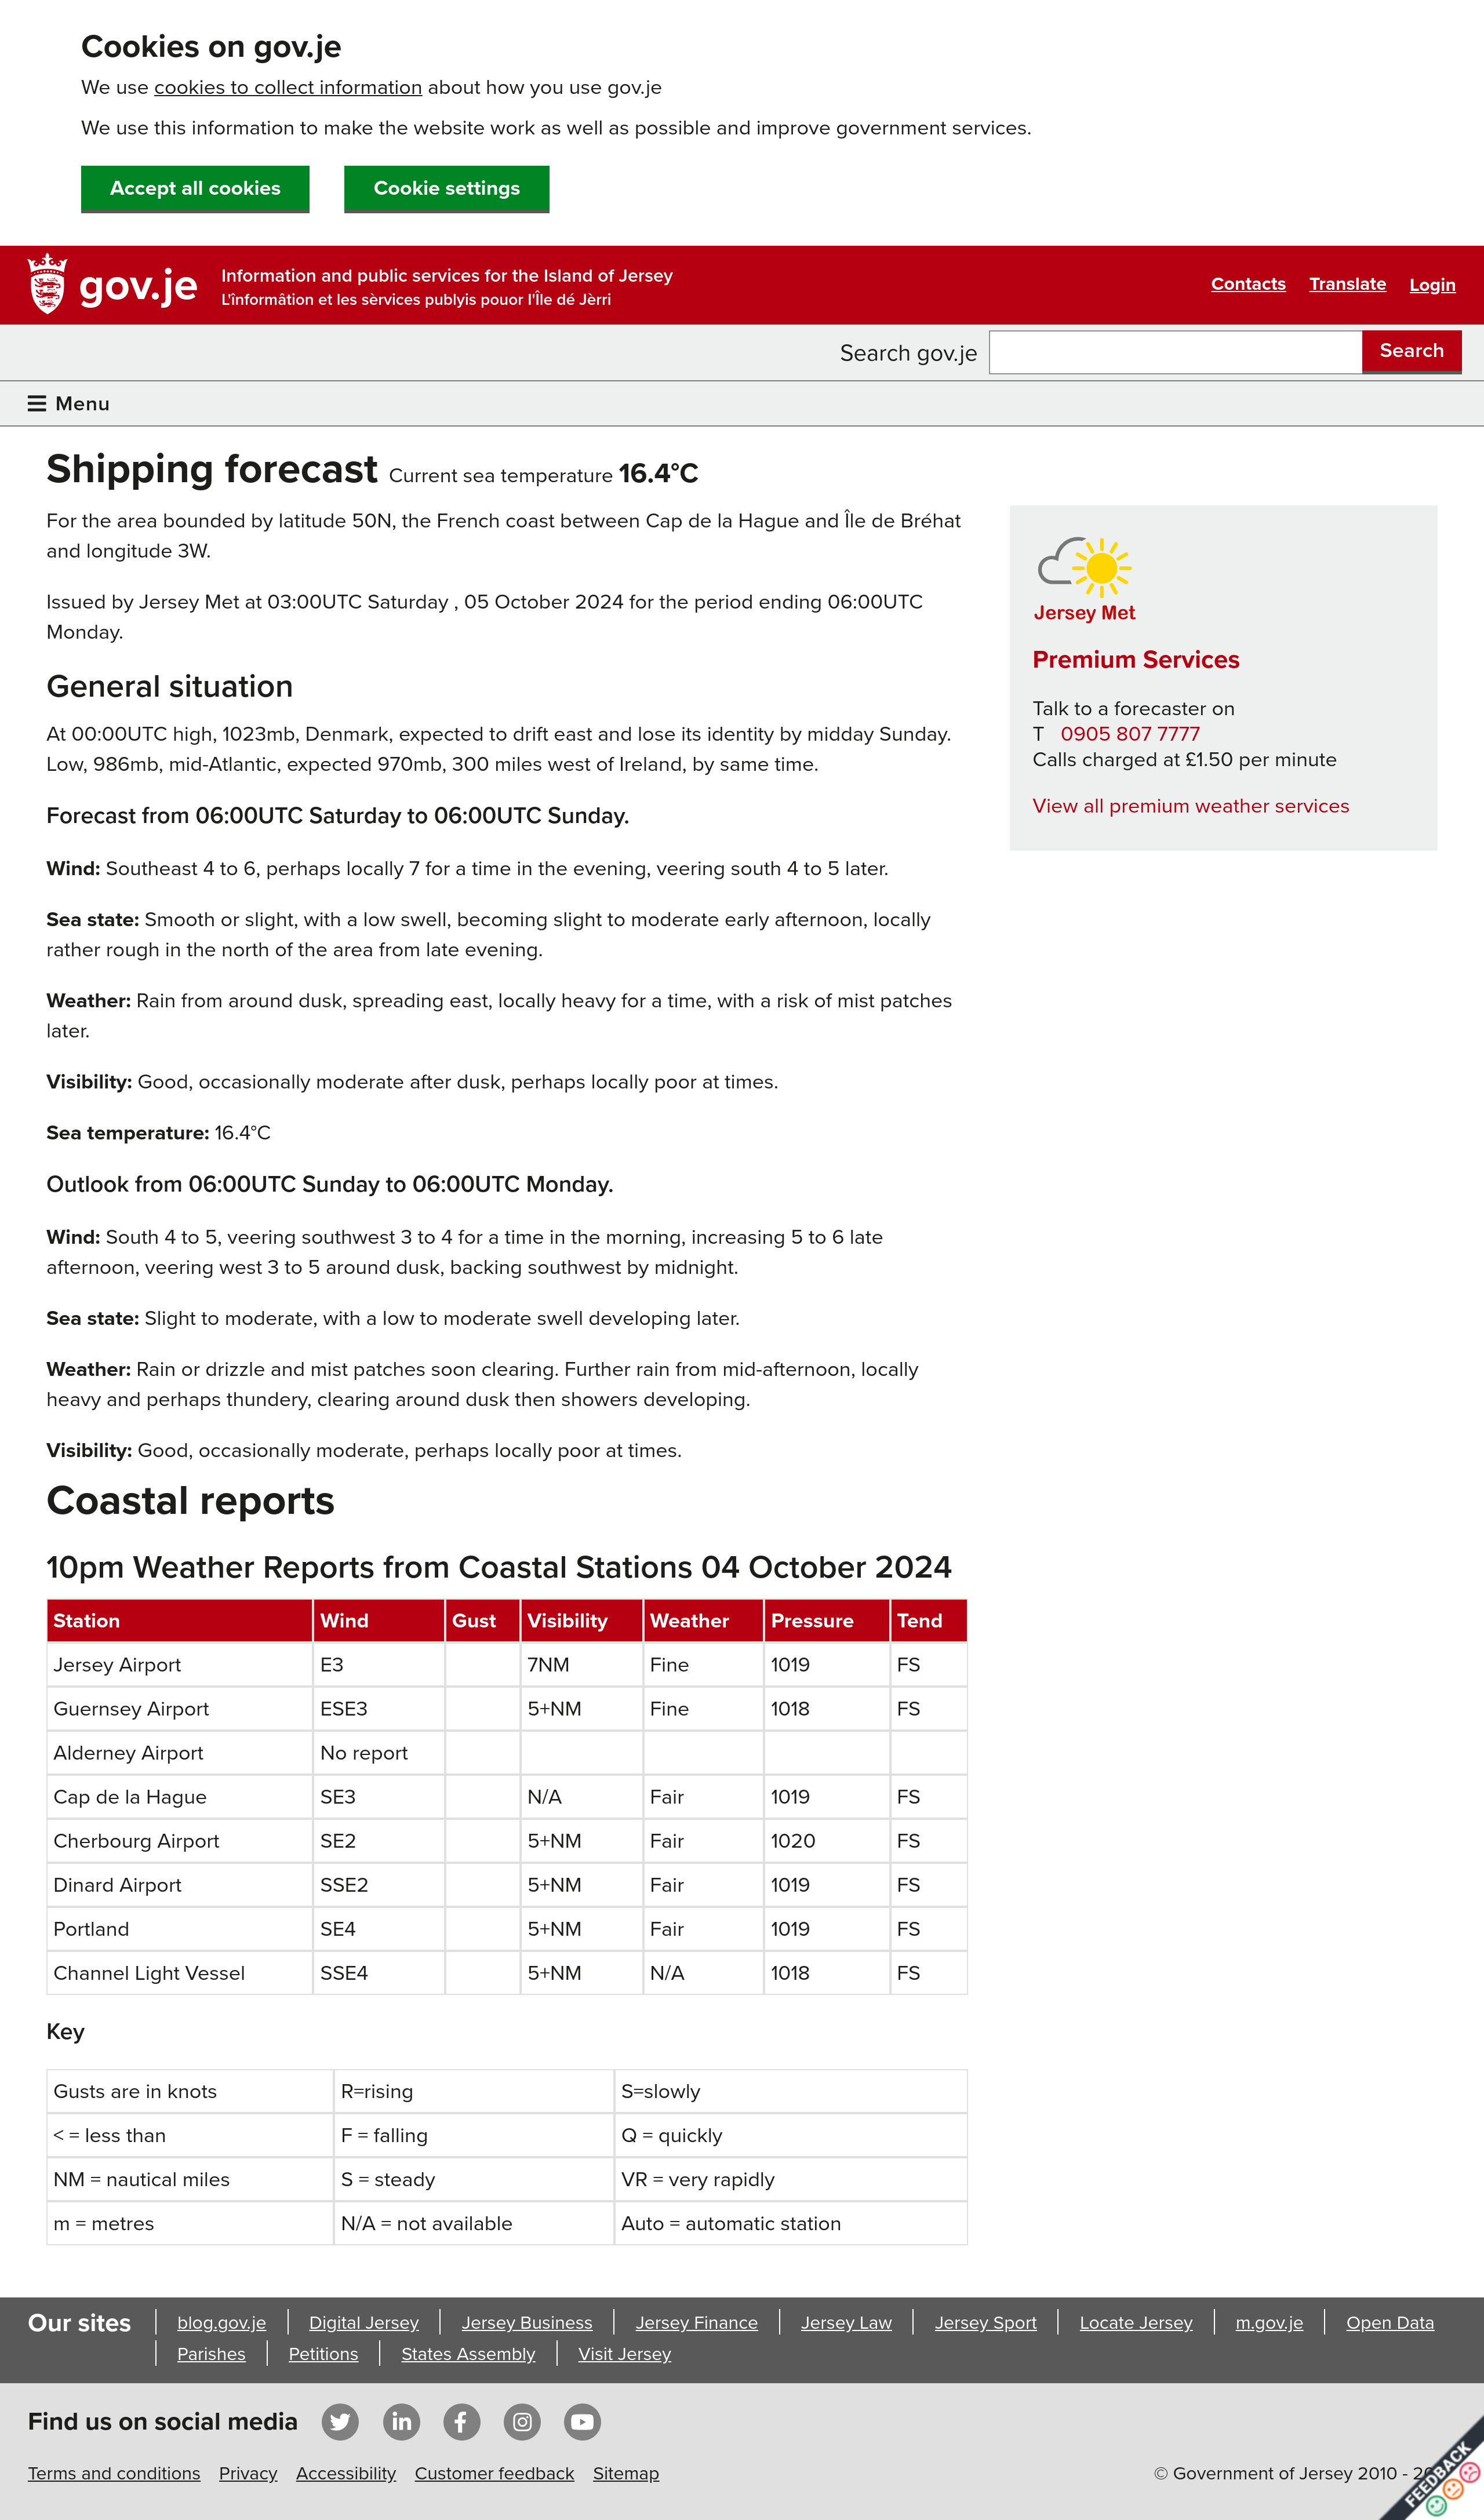 Cookies on gov.je
We use cookies to collect information about how you use gov.je
We use this information to make the website work as well as possible and improve government services.
Accept all cookies
Cookie settings
gov.je
Information and public services for the Island of Jersey
L'înformâtion et les sèrvices publyis pouor I'Île dé Jèrri
Contacts Translate Login
Search gov.je
Search
Menu
Shipping forecast Current sea temperature 16.4°C
For the area bounded by latitude 50N, the French coast between Cap de la Hague and Île de Bréhat
and longitude 3W.
Issued by Jersey Met at 03:00UTC Saturday , 05 October 2024 for the period ending 06:00UTC
Monday.
General situation
At 00:00UTC high, 1023mb, Denmark, expected to drift east and lose its identity by midday Sunday.
Low, 986mb, mid-Atlantic, expected 970mb, 300 miles west of Ireland, by same time.
Forecast from 06:00UTC Saturday to 06:00UTC Sunday.
Wind: Southeast 4 to 6, perhaps locally 7 for a time in the evening, veering south 4 to 5 later.
Sea state: Smooth or slight, with a low swell, becoming slight to moderate early afternoon, locally
rather rough in the north of the area from late evening.
Weather: Rain from around dusk, spreading east, locally heavy for a time, with a risk of mist patches
later.
Visibility: Good, occasionally moderate after dusk, perhaps locally poor at times.
Sea temperature: 16.4°C
Outlook from 06:00UTC Sunday to 06:00UTC Monday.
Wind: South 4 to 5, veering southwest 3 to 4 for a time in the morning, increasing 5 to 6 late
afternoon, veering west 3 to 5 around dusk, backing southwest by midnight.
Sea state: Slight to moderate, with a low to moderate swell developing later.
Weather: Rain or drizzle and mist patches soon clearing. Further rain from mid-afternoon, locally
heavy and perhaps thundery, clearing around dusk then showers developing.
Visibility: Good, occasionally moderate, perhaps locally poor at times.
Jersey Met
Premium Services
Talk to a forecaster on
T 0905 807 7777
Calls charged at £1.50 per minute
View all premium weather services
Coastal reports
10pm Weather Reports from Coastal Stations 04 October 2024
Station Wind Gust Visibility Weather Pressure Tend
Jersey Airport E3 7NM Fine 1019 FS
Guernsey Airport ESE3 5+NM Fine 1018 FS
Alderney Airport No report
Cap de la Hague SE3 N/A Fair 1019 FS
Cherbourg Airport SE2 5+NM Fair 1020 FS
Dinard Airport SSE2 5+NM Fair 1019 FS
Portland SE4 5+NM Fair 1019 FS
Channel Light Vessel SSE4 5+NM N/A 1018 FS
Key
Gusts are in knots R=rising S=slowly
< = less than F = falling Q = quickly
NM = nautical miles S = steady VR = very rapidly
m = metres N/A = not available Auto = automatic station
Our sites blog.gov.je Digital Jersey Jersey Business Jersey Finance Jersey Law Jersey Sport Locate Jersey m.gov.je Open Data
Parishes Petitions States Assembly Visit Jersey
Find us on social media
Terms and conditions Privacy Accessibility Customer feedback Sitemap
© Government of Jersey 2010 -
FEEDBACK